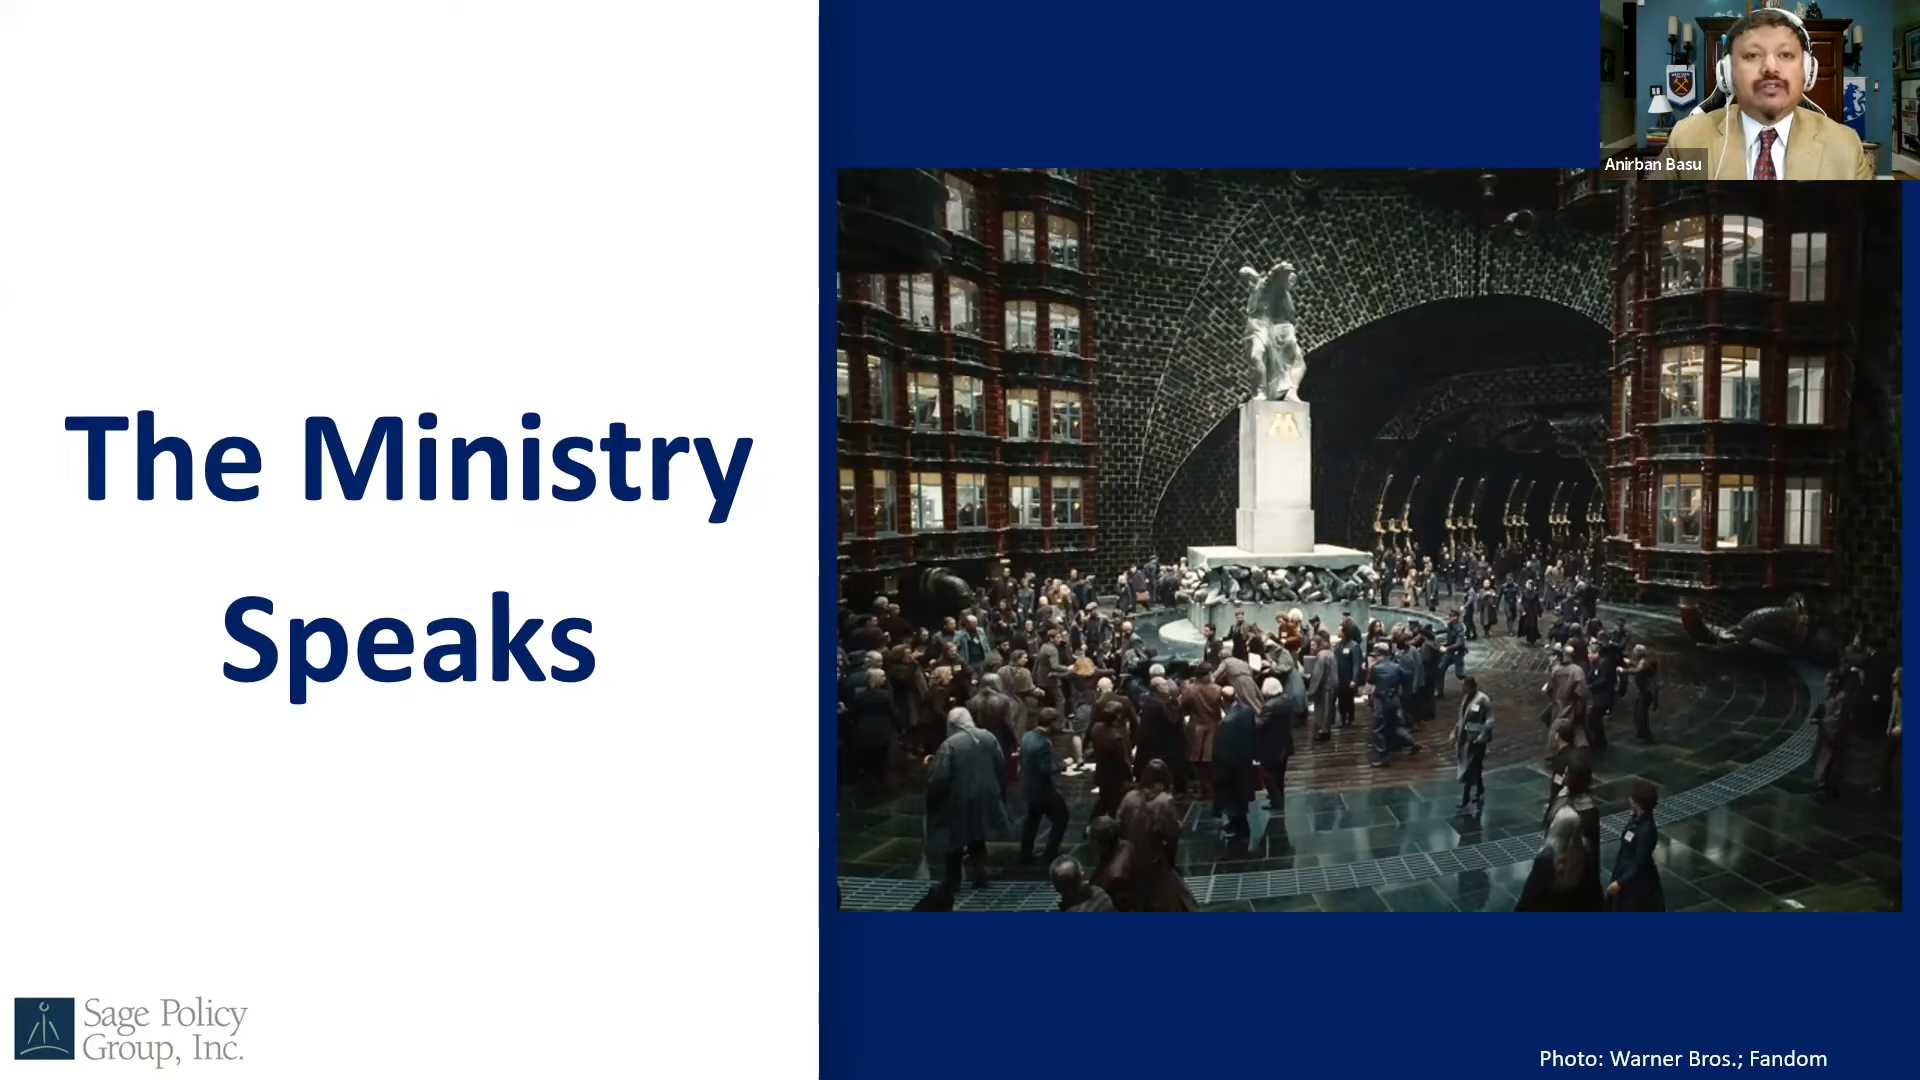 The Ministry
Speaks
Anirban Basu
Sage Policy
Group, Inc.
Photo: Warner Bros.; Fandom